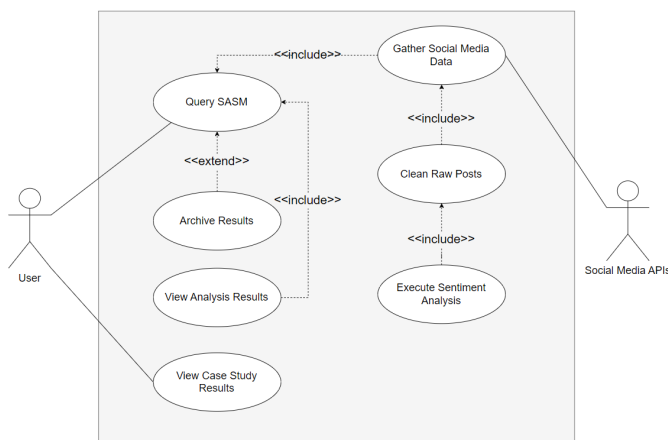 <<include>>
Gather Social Media
Data
Query SASM
<<include>>
<<extend>>
Clean Raw Posts
<<include>>
Archive Results
<<include>>
User
Social Media APIs
View Analysis Results
Execute Sentiment
Analysis
View Case Study
Results